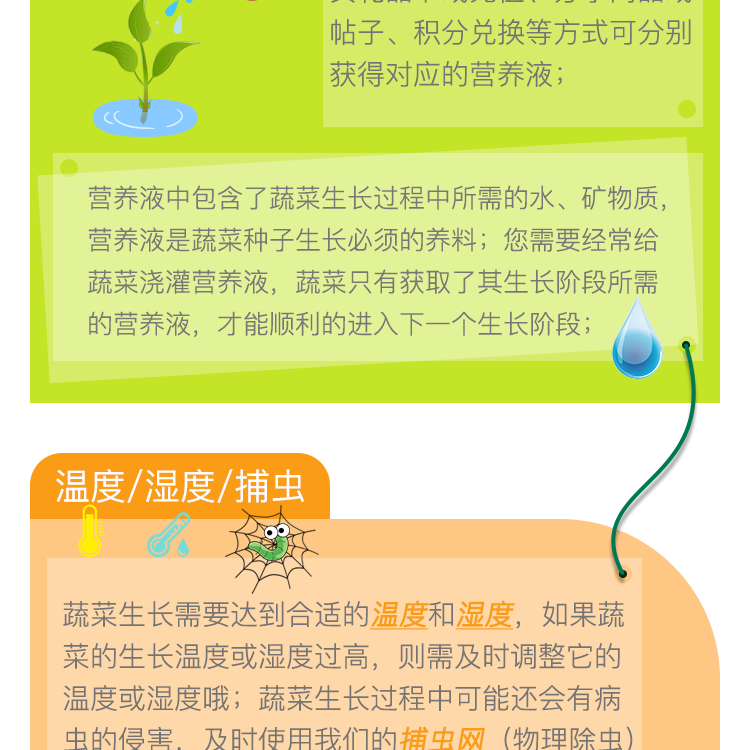 帖子、积分兑换等方式可分别
获得对应的营养液；
营养液中包含了蔬菜生长过程中所需的水、矿物质，
营养液是蔬菜种子生长必须的养料；您需要经常给
蔬菜浇灌营养液，蔬菜只有获取了其生长阶段所需
的营养液，才能顺利的进入下一个生长阶段；
温度/湿度/捕虫
蔬菜生长需要达到合适的温度和湿度，如果蔬
菜的生长温度或湿度过高，则需及时调整它的
温度或湿度哦；蔬菜生长过程中可能还会有病
虫的侵害，及时使用我们的捕虫网（物理除虫）